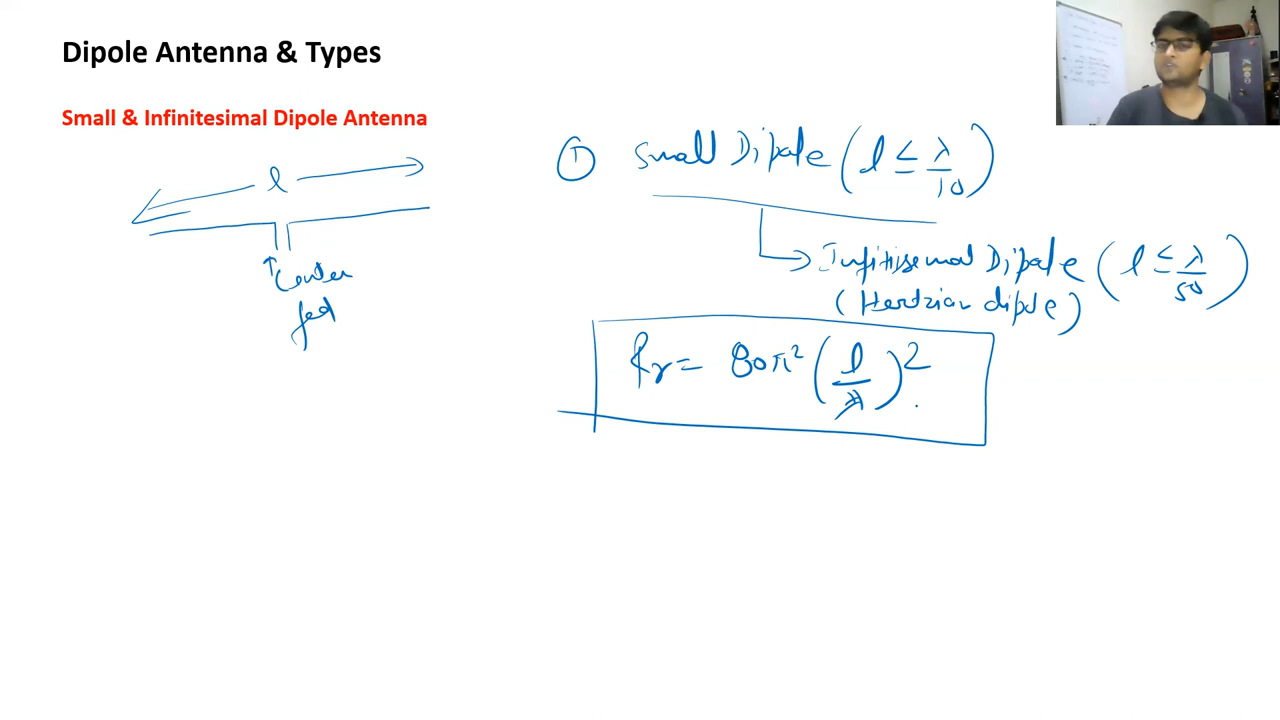 Dipole Antenna & Types
Small & Infinitesimal Dipole Antenna
l
↑Center
fed
① Small Dipole (l ≤ λ/10)
Infitisemal Dipole (l ≤ λ/50)
(Hertzian dipole)
Rr = 80π² (l/λ)²